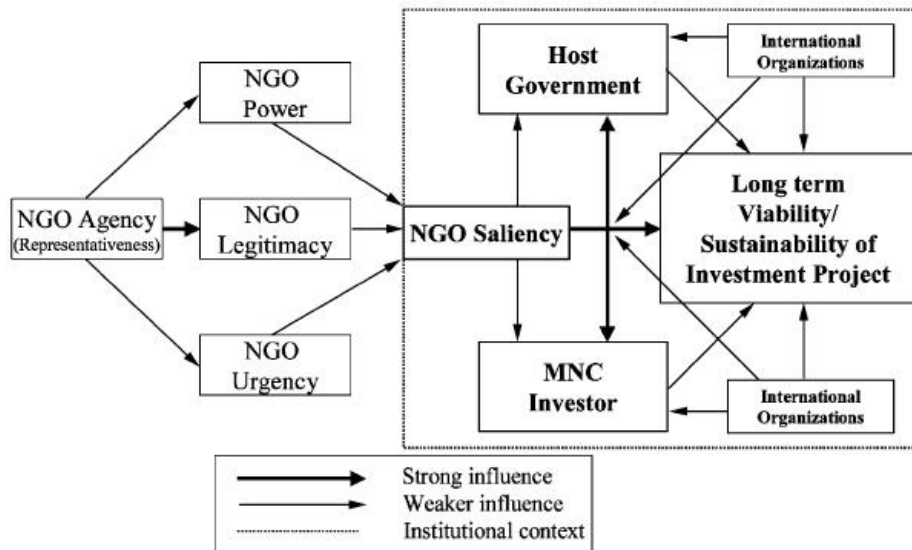 NGO
Power
NGO Agency
(Representativeness)
NGO
Legitimacy
NGO
Urgency
NGO Saliency
Host
Government
International
Organizations
Long term
Viability/
Sustainability of
Investment Project
MNC
Investor
International
Organizations
Strong influence
Weaker influence
Institutional context